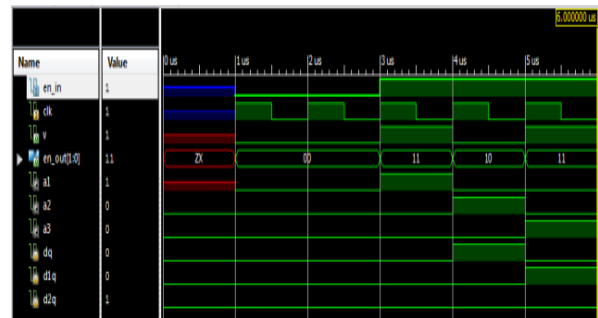 6.000000 us
Name Value
0 us 1 us 2 us 3 us 4 us 5 us
en_in 1
clk 1
v 1
en_out[1:0] 11 ZX 00 11 10 11
a1 1
a2 0
a3 0
dq 0
d1q 0
d2q 1